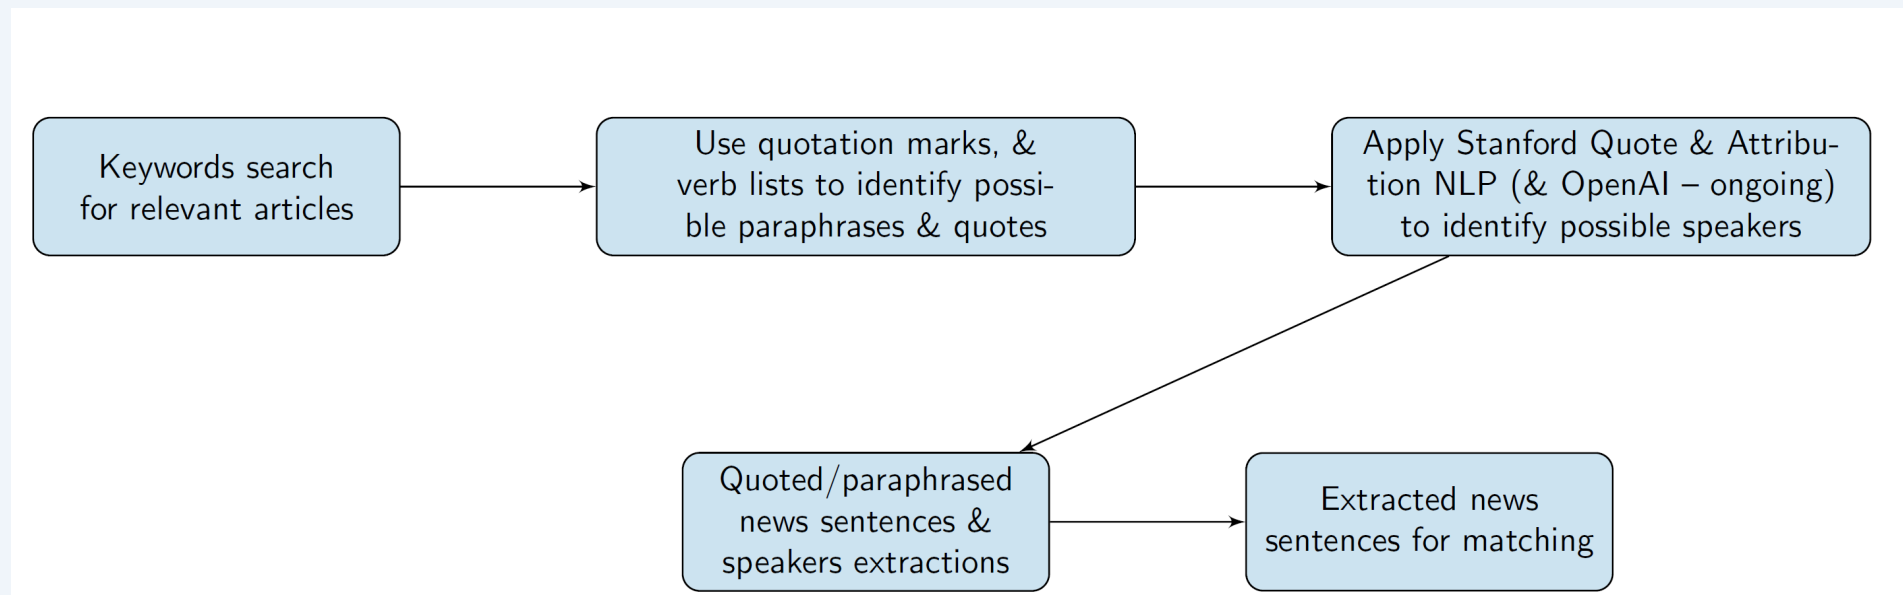 Keywords search
for relevant articles
Use quotation marks, &
verb lists to identify possi-
ble paraphrases & quotes
Apply Stanford Quote & Attribu-
tion NLP (& OpenAI – ongoing)
to identify possible speakers
Quoted/paraphrased
news sentences &
speakers extractions
Extracted news
sentences for matching